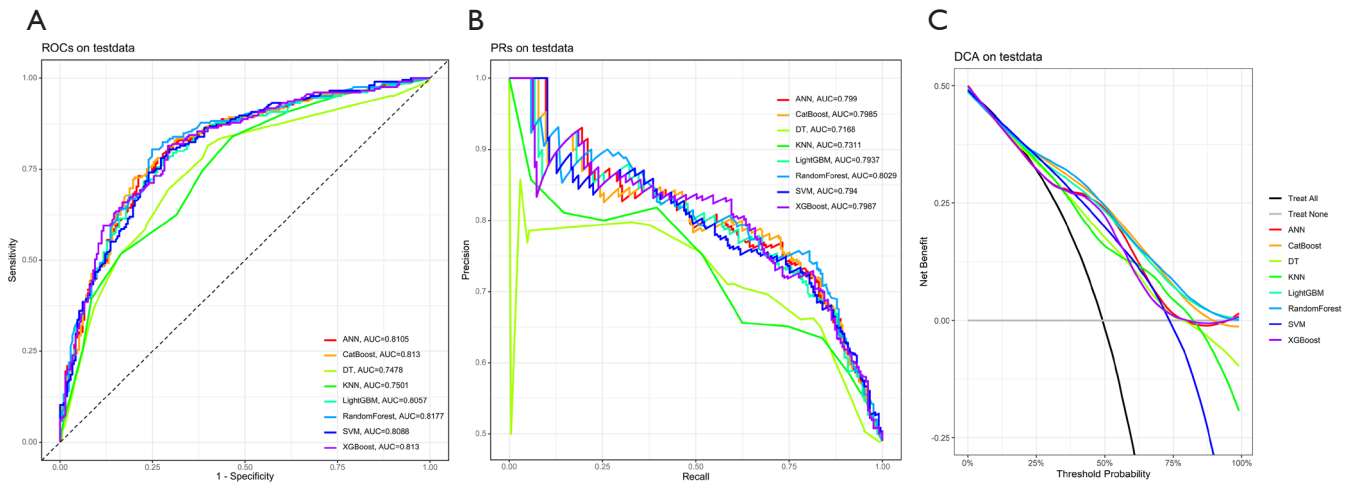 A
ROCs on testdata
1.00
0.75
0.50
0.25
0.00
Sensitivity
ANN, AUC=0.8105
CatBoost, AUC=0.813
DT, AUC=0.7478
KNN, AUC=0.7501
LightGBM, AUC=0.8057
RandomForest, AUC=0.8177
SVM, AUC=0.8088
XGBoost, AUC=0.813
0.00 0.25 0.50 0.75 1.00
1 - Specificity
B
PRs on testdata
1.0
0.9
0.8
0.7
0.6
0.5
Precision
ANN, AUC=0.799
CatBoost, AUC=0.7985
DT, AUC=0.7168
KNN, AUC=0.7311
LightGBM, AUC=0.7937
RandomForest, AUC=0.8029
SVM, AUC=0.794
XGBoost, AUC=0.7987
0.00 0.25 0.50 0.75 1.00
Recall
C
DCA on testdata
0.50
0.25
0.00
-0.25
Net Benefit
0% 25% 50% 75% 100%
Threshold Probability
Treat All
Treat None
ANN
CatBoost
DT
KNN
LightGBM
RandomForest
SVM
XGBoost